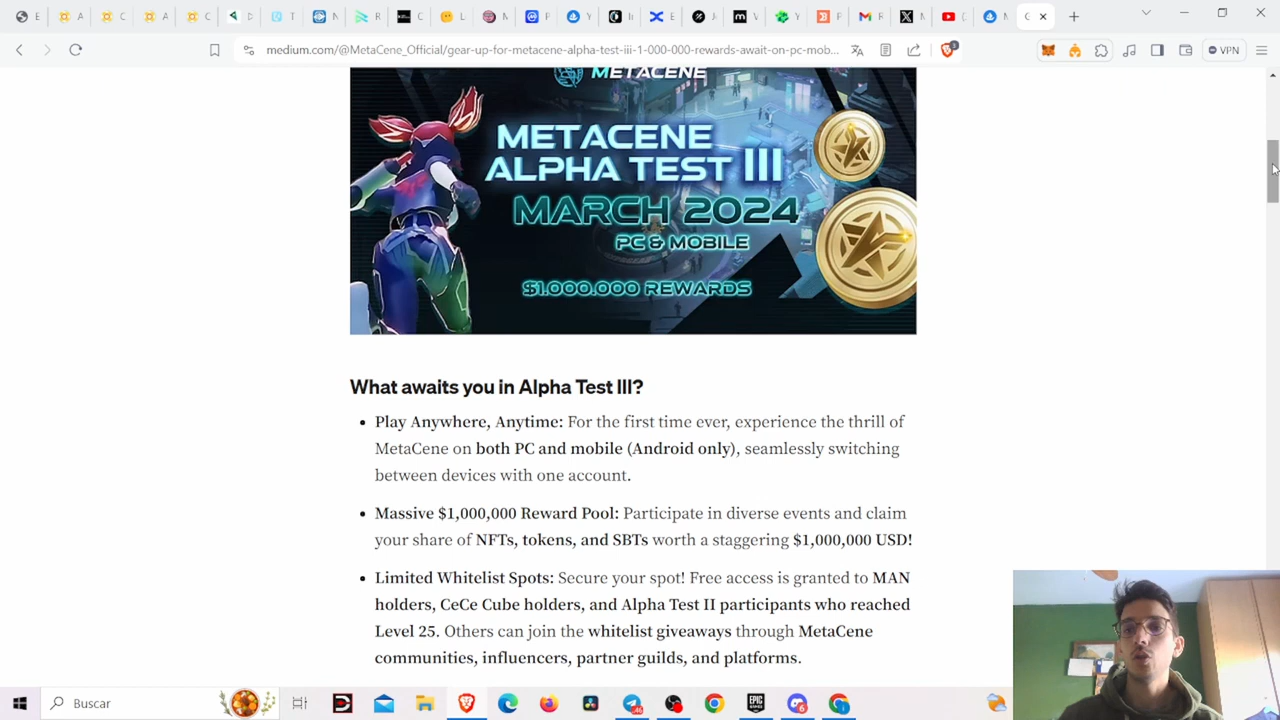 E
A
A
A
C
D
T
N
R
C
L
M
P
Y
In
E
J
V
Y
P
R
M
C
medium.com/@MetaCene_Official/gear-up-for-metacene-alpha-test-iii-1-000-000-rewards-await-on-pc-mob...
3
VPN
METACENE
METACENE
ALPHA TEST III
MARCH 2024
PC & MOBILE
$1.000.000 REWARDS
What awaits you in Alpha Test III?
Play Anywhere, Anytime: For the first time ever, experience the thrill of
MetaCene on both PC and mobile (Android only), seamlessly switching
between devices with one account.
Massive $1,000,000 Reward Pool: Participate in diverse events and claim
your share of NFTs, tokens, and SBTs worth a staggering $1,000,000 USD!
Limited Whitelist Spots: Secure your spot! Free access is granted to MAN
holders, CeCe Cube holders, and Alpha Test II participants who reached
Level 25. Others can join the whitelist giveaways through MetaCene
communities, influencers, partner guilds, and platforms.
Buscar